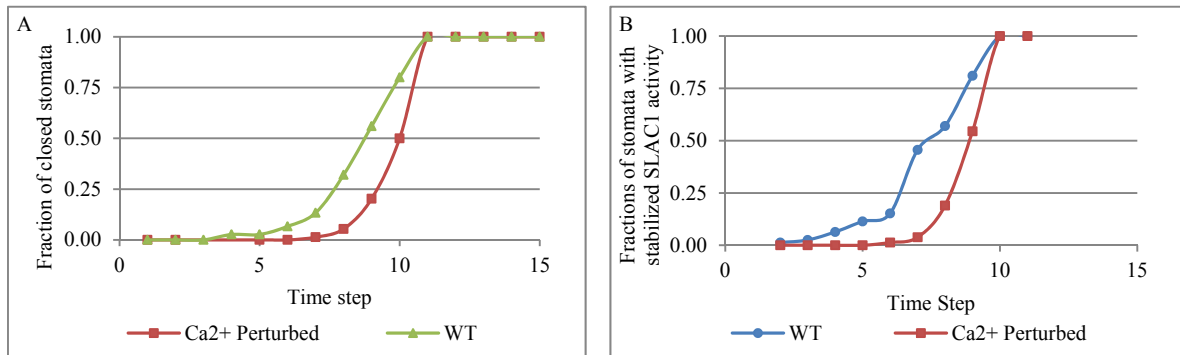 A
Fraction of closed stomata
1.00
0.75
0.50
0.25
0.00
0
5
10
15
Time step
Ca2+ Perturbed
WT
B
Fractions of stomata with
stabilized SLAC1 activity
1.00
0.75
0.50
0.25
0.00
0
5
10
15
Time Step
WT
Ca2+ Perturbed